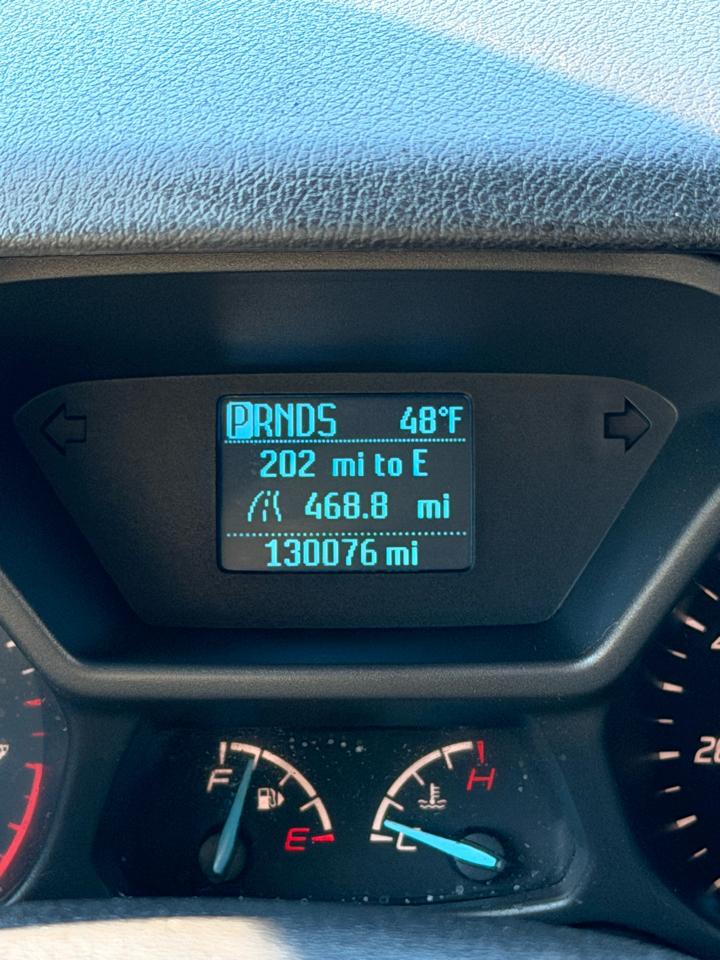 PRNDS 48°F
202 mi to E
468.8 mi
130076 mi
F
E
H
C